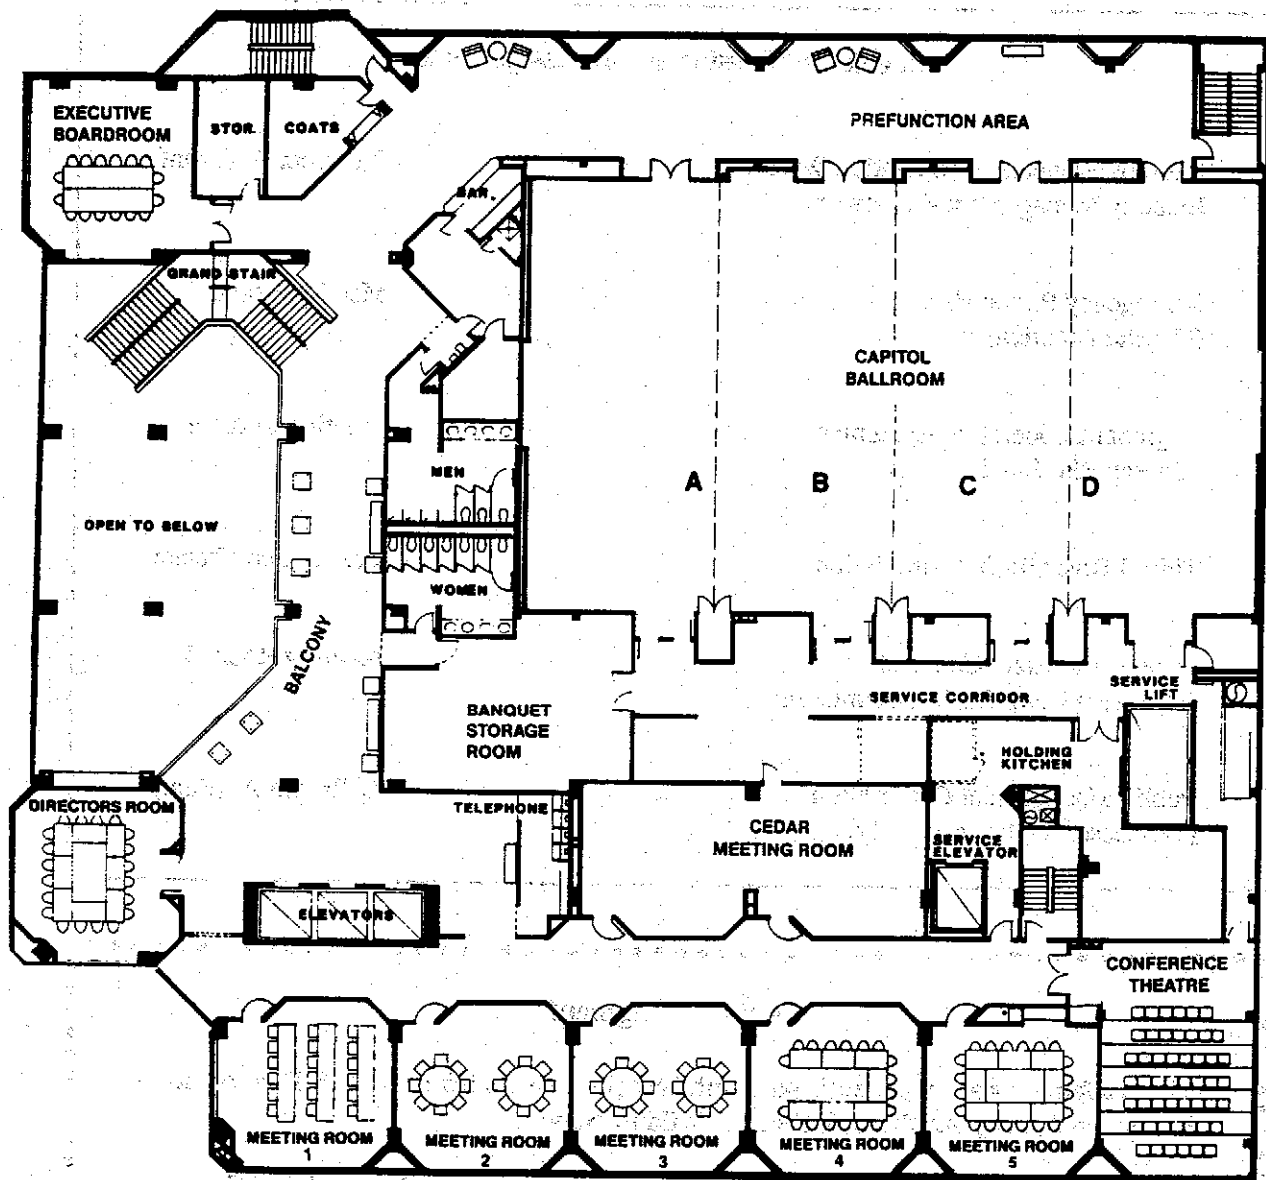 EXECUTIVE
BOARDROOM
STOR.
COATS
PREFUNCTION AREA
BAR.
GRAND STAIR
CAPITOL
BALLROOM
A
B
C
D
MEN
OPEN TO BELOW
WOMEN
BALCONY
SERVICE
LIFT
SERVICE CORRIDOR
BANQUET
STORAGE
ROOM
HOLDING
KITCHEN
DIRECTORS ROOM
TELEPHONE
CEDAR
MEETING ROOM
SERVICE
ELEVATOR
ELEVATORS
CONFERENCE
THEATRE
MEETING ROOM
1
MEETING ROOM
2
MEETING ROOM
3
MEETING ROOM
4
MEETING ROOM
5